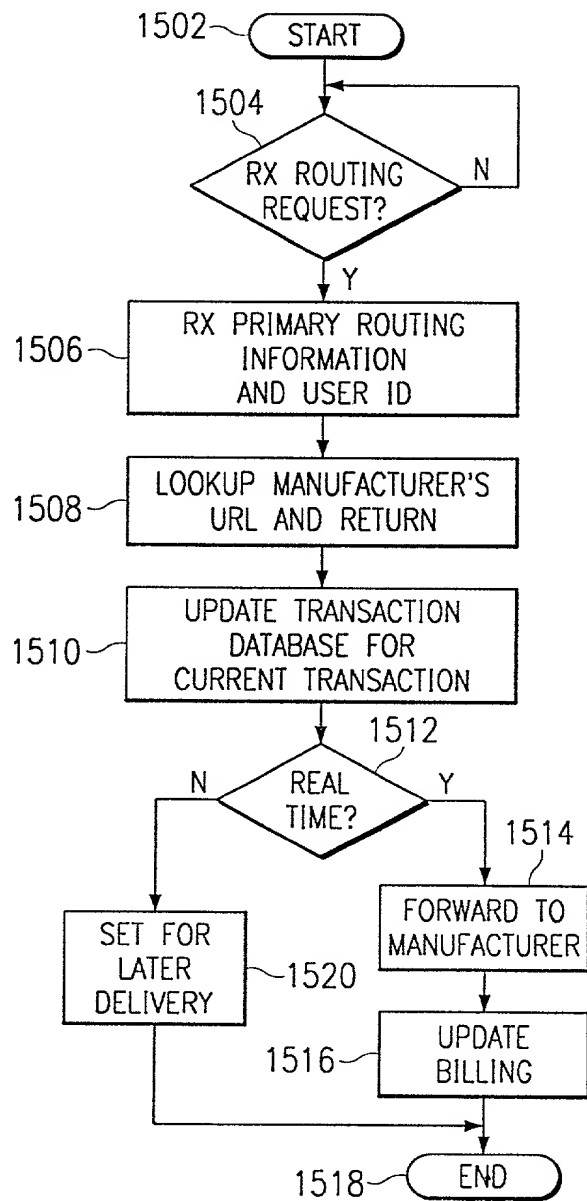 1502
START
1504
RX ROUTING
REQUEST?
N
Y
1506
RX PRIMARY ROUTING
INFORMATION
AND USER ID
1508
LOOKUP MANUFACTURER'S
URL AND RETURN
1510
UPDATE TRANSACTION
DATABASE FOR
CURRENT TRANSACTION
1512
N
REAL
TIME?
Y
1514
FORWARD TO
MANUFACTURER
SET FOR
LATER
DELIVERY
1520
1516
UPDATE
BILLING
1518
END